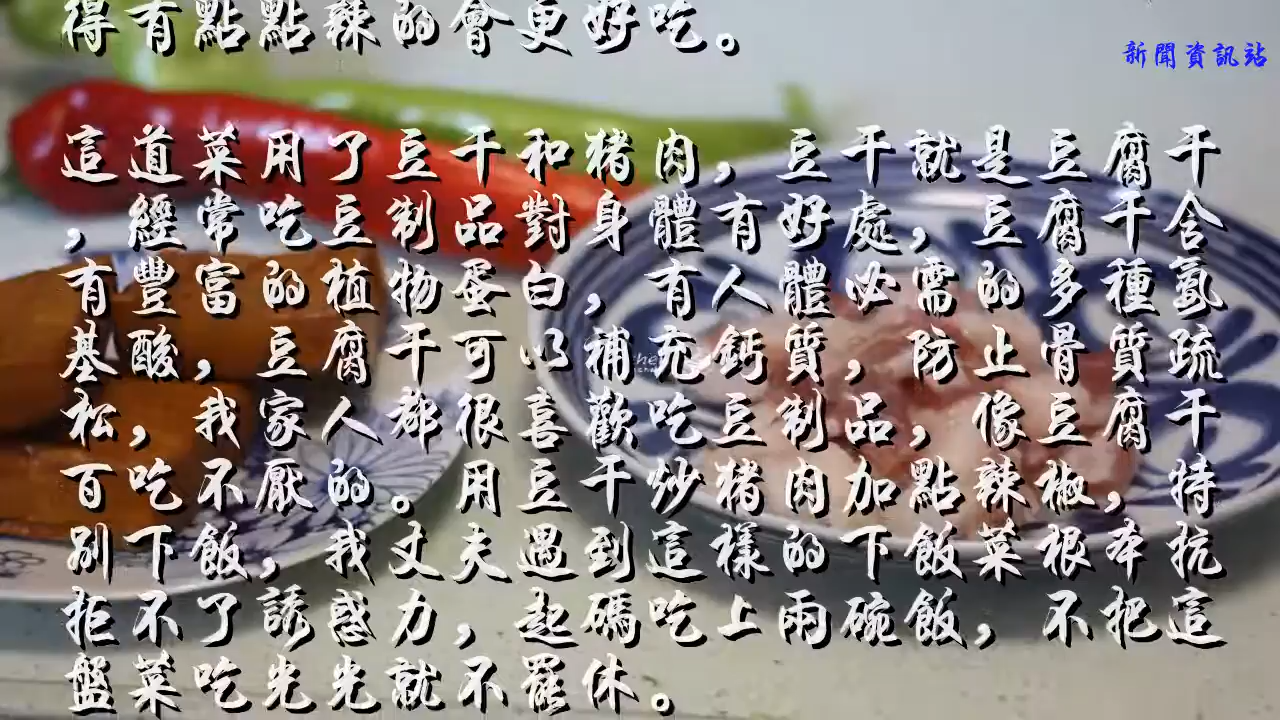 得有點點辣的會更好吃。
新聞資訊站
這道菜用了豆干和豬肉，豆干就是豆腐干
，經常吃豆制品對身體有好處，豆腐干含
有豐富的植物蛋白，有人體必需的多種氨
基酸，豆腐干可以補充鈣質，防止骨質疏
松，我家人都很喜歡吃豆制品，像豆腐干
百吃不厭的。用豆干炒豬肉加點辣椒，特
別下飯，我丈夫遇到這樣的下飯菜根本抗
拒不了誘惑力，起碼吃上兩碗飯，不把這
盤菜吃光光就不罷休。